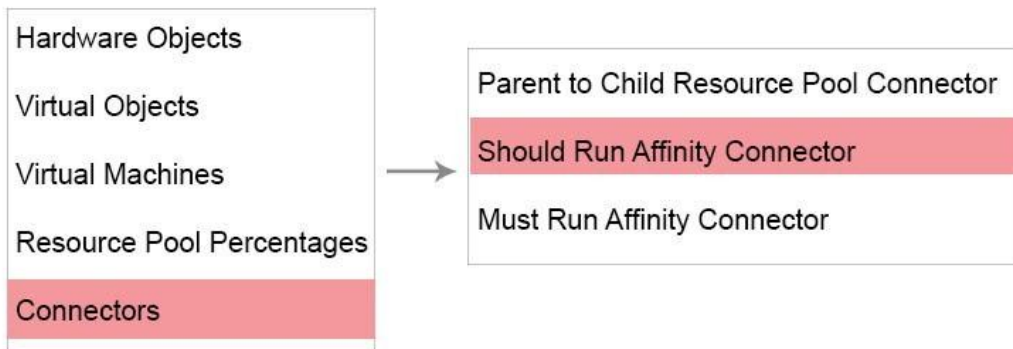 Hardware Objects
Virtual Objects
Virtual Machines
Resource Pool Percentages
Connectors
Parent to Child Resource Pool Connector
Should Run Affinity Connector
Must Run Affinity Connector